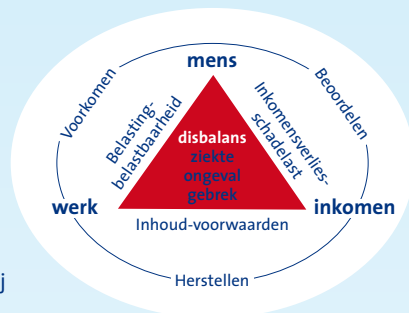 mens
Voorkomen
Beoordelen
Belasting-
belastbaarheid
Inkomensverlies-
schadelast
disbalans
ziekte
ongeval
gebrek
werk
inkomen
Inhoud-voorwaarden
Herstellen
j